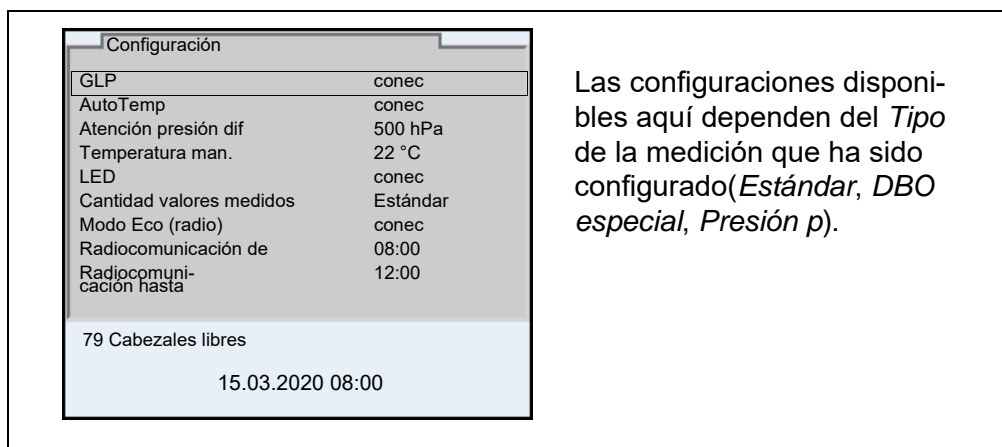 Configuración
GLP conec
AutoTemp conec
Atención presión dif 500 hPa
Temperatura man. 22 °C
LED conec
Cantidad valores medidos Estándar
Modo Eco (radio) conec
Radiocomunicación de 08:00
Radiocomuni- 12:00
cación hasta
79 Cabezales libres
15.03.2020 08:00
Las configuraciones disponi-
bles aquí dependen del Tipo
de la medición que ha sido
configurado(Estándar, DBO
especial, Presión p).